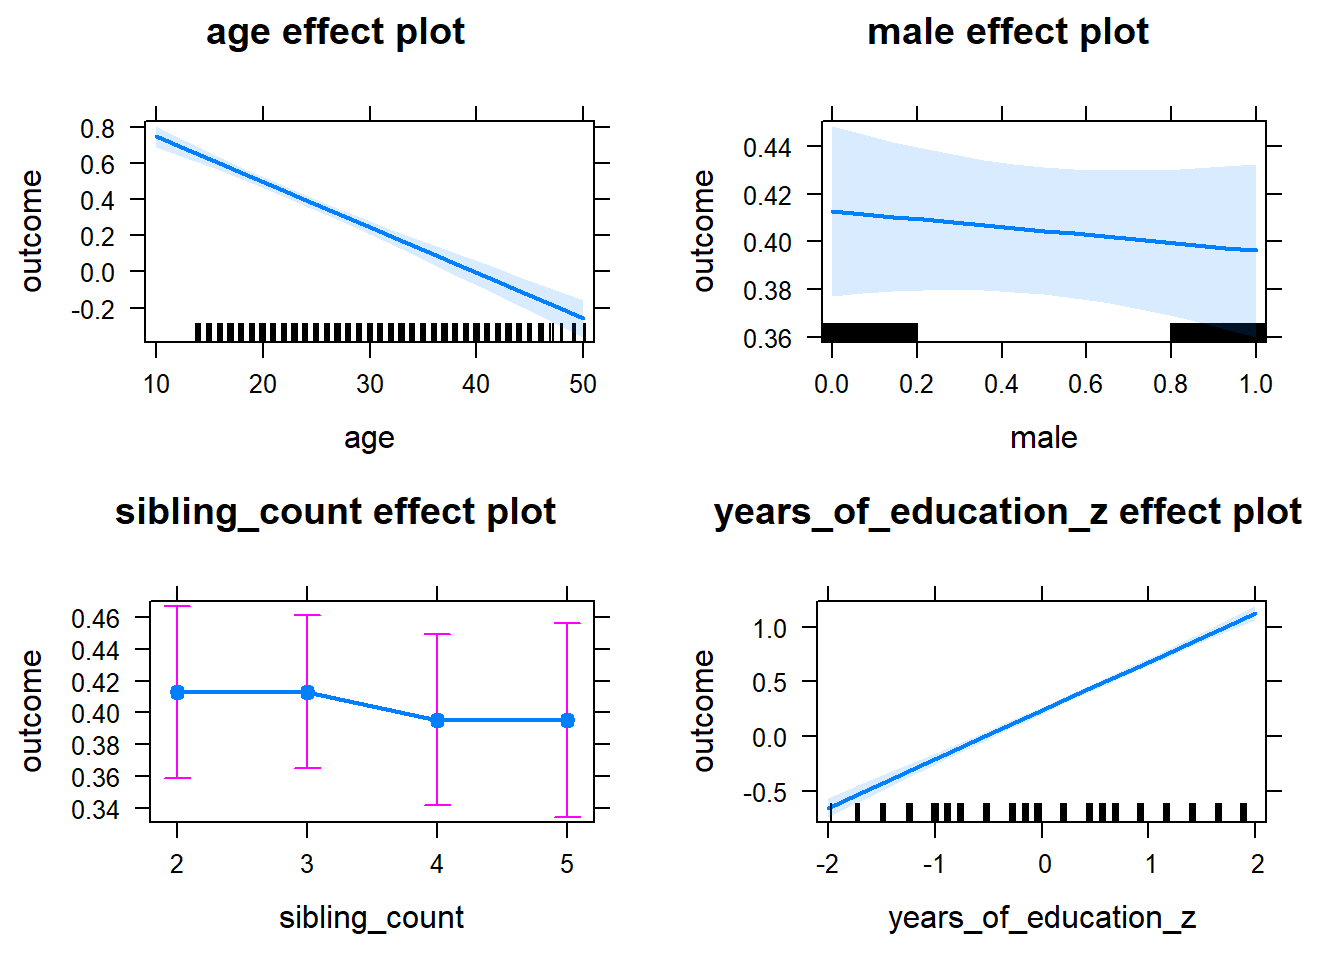 age effect plot
outcome
0.8
0.6
0.4
0.2
0.0
-0.2
10 20 30 40 50
age
male effect plot
outcome
0.44
0.42
0.40
0.38
0.36
0.0 0.2 0.4 0.6 0.8 1.0
male
sibling_count effect plot
outcome
0.46
0.44
0.42
0.40
0.38
0.36
0.34
2 3 4 5
sibling_count
years_of_education_z effect plot
outcome
1.0
0.5
0.0
-0.5
-2 -1 0 1 2
years_of_education_z